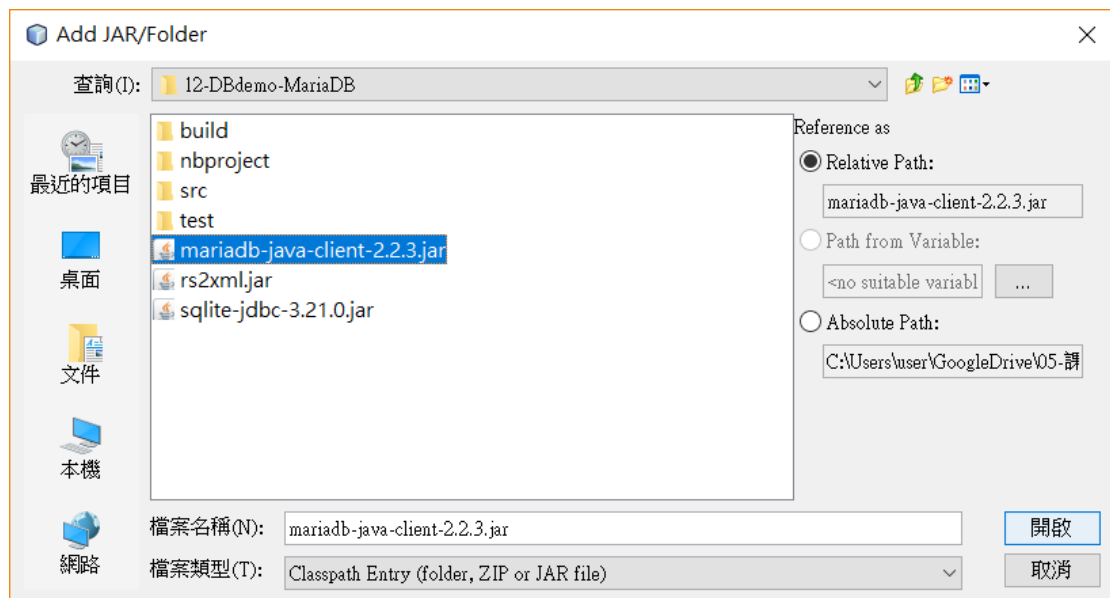 Add JAR/Folder
查詢(I):
12-DBdemo-MariaDB
最近的項目
桌面
文件
本機
網路
build
nbproject
src
test
mariadb-java-client-2.2.3.jar
rs2xml.jar
sqlite-jdbc-3.21.0.jar
Reference as
Relative Path:
mariadb-java-client-2.2.3.jar
Path from Variable:
<no suitable variabl
...
Absolute Path:
C:\Users\user\GoogleDrive\05-課
檔案名稱(N):
mariadb-java-client-2.2.3.jar
開啟
檔案類型(T):
Classpath Entry (folder, ZIP or JAR file)
取消